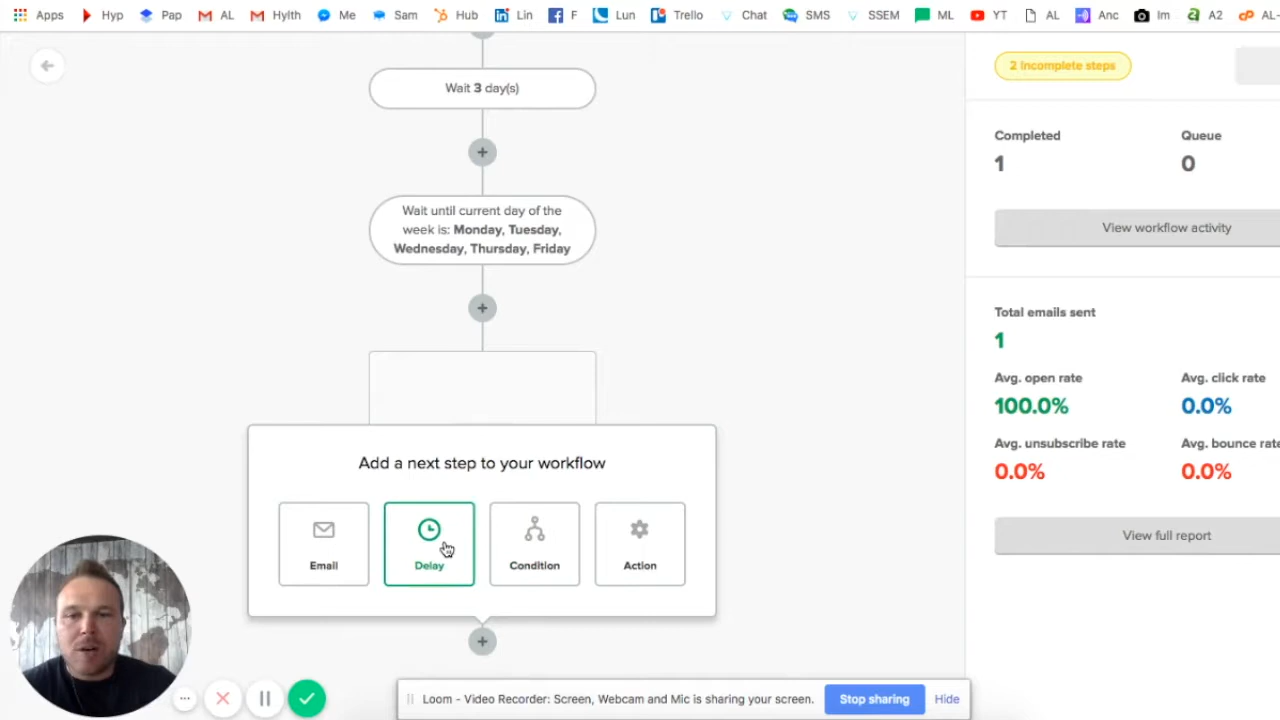 Apps Hyp Pap AL Hylth Me Sam Hub Lin F Lun Trello Chat SMS SSEM ML YT AL Anc Im A2 AL-
Wait 3 day(s)
Wait until current day of the
week is: Monday, Tuesday,
Wednesday, Thursday, Friday
Add a next step to your workflow
Email Delay Condition Action
2 Incomplete steps
Completed Queue
1 0
View workflow activity
Total emails sent
1
Avg. open rate Avg. click rate
100.0% 0.0%
Avg. unsubscribe rate Avg. bounce rate
0.0% 0.0%
View full report
Loom - Video Recorder: Screen, Webcam and Mic is sharing your screen. Stop sharing Hide